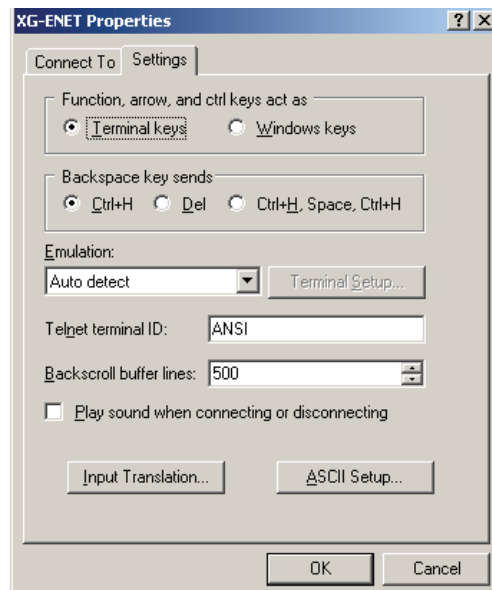 XG-ENET Properties
Connect To Settings
Function, arrow, and ctrl keys act as
Terminal keys Windows keys
Backspace key sends
Ctrl+H Del Ctrl+H, Space, Ctrl+H
Emulation:
Auto detect Terminal Setup...
Telnet terminal ID: ANSI
Backscroll buffer lines: 500
Play sound when connecting or disconnecting
Input Translation... ASCII Setup...
OK Cancel